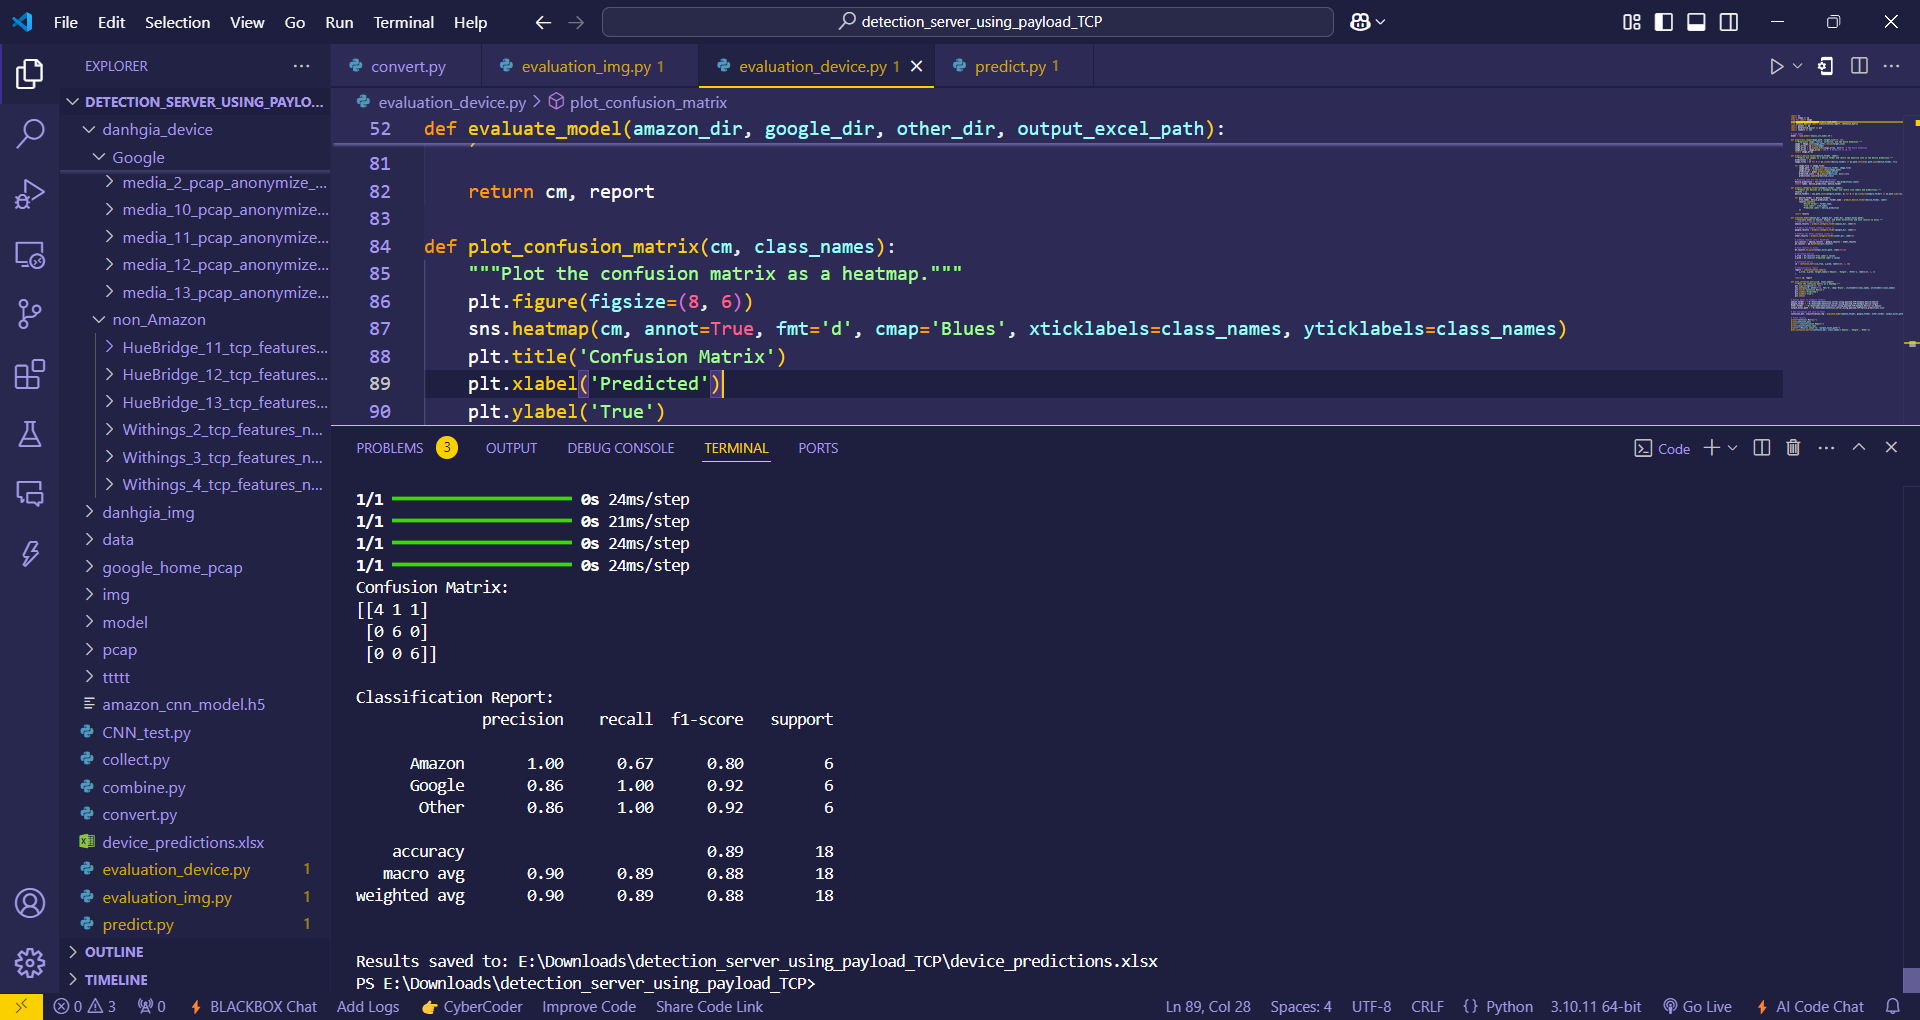 File Edit Selection View Go Run Terminal Help
detection_server_using_payload_TCP
EXPLORER
DETECTION_SERVER_USING_PAYLO...
danhgia_device
Google
media_2_pcap_anonymize_...
media_10_pcap_anonymize...
media_11_pcap_anonymize...
media_12_pcap_anonymize...
media_13_pcap_anonymize...
non_Amazon
HueBridge_11_tcp_features...
HueBridge_12_tcp_features...
HueBridge_13_tcp_features...
Withings_2_tcp_features_n...
Withings_3_tcp_features_n...
Withings_4_tcp_features_n...
danhgia_img
data
google_home_pcap
img
model
pcap
ttttt
amazon_cnn_model.h5
CNN_test.py
collect.py
combine.py
convert.py
device_predictions.xlsx
evaluation_device.py 1
evaluation_img.py 1
predict.py 1
OUTLINE
TIMELINE
convert.py evaluation_img.py 1 evaluation_device.py 1 predict.py 1
evaluation_device.py > plot_confusion_matrix
52 def evaluate_model(amazon_dir, google_dir, other_dir, output_excel_path):
81
82 return cm, report
83
84 def plot_confusion_matrix(cm, class_names):
85 """Plot the confusion matrix as a heatmap."""
86 plt.figure(figsize=(8, 6))
87 sns.heatmap(cm, annot=True, fmt='d', cmap='Blues', xticklabels=class_names, yticklabels=class_names)
88 plt.title('Confusion Matrix')
89 plt.xlabel('Predicted')
90 plt.ylabel('True')
PROBLEMS 3 OUTPUT DEBUG CONSOLE TERMINAL PORTS
Code
1/1 0s 24ms/step
1/1 0s 21ms/step
1/1 0s 24ms/step
1/1 0s 24ms/step
Confusion Matrix:
[[4 1 1]
[0 6 0]
[0 0 6]]
Classification Report:
precision recall f1-score support
Amazon 1.00 0.67 0.80 6
Google 0.86 1.00 0.92 6
Other 0.86 1.00 0.92 6
accuracy 0.89 18
macro avg 0.90 0.89 0.88 18
weighted avg 0.90 0.89 0.88 18
Results saved to: E:\Downloads\detection_server_using_payload_TCP\device_predictions.xlsx
PS E:\Downloads\detection_server_using_payload_TCP>
0 3 0 BLACKBOX Chat Add Logs CyberCoder Improve Code Share Code Link Ln 89, Col 28 Spaces: 4 UTF-8 CRLF {} Python 3.10.11 64-bit Go Live AI Code Chat